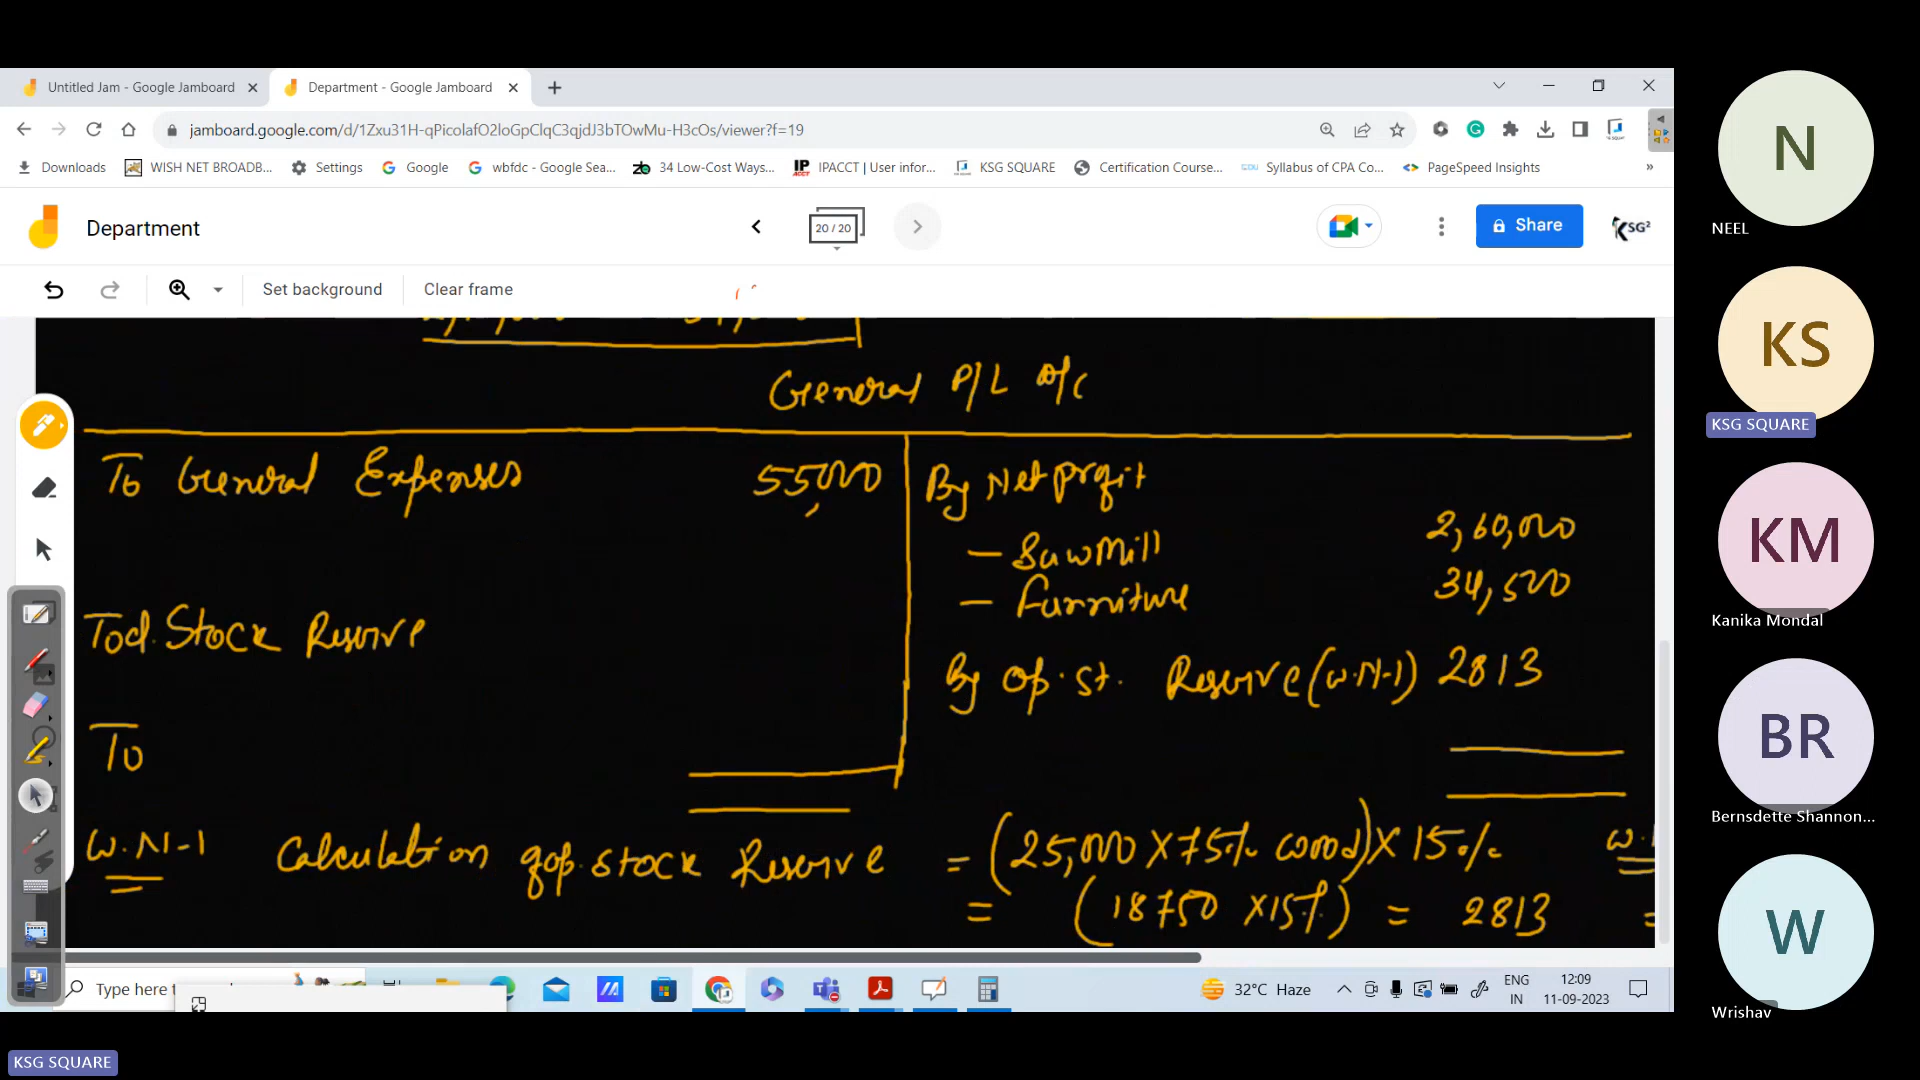 Untitled Jam - Google Jamboard
Department - Google Jamboard
jamboard.google.com/d/1Zxu31H-qPicolafO2loGpClqC3qjdJ3bTOwMu-H3cOs/viewer?f=19
Downloads
WISH NET BROADB...
Settings
Google
wbfdc - Google Sea...
34 Low-Cost Ways...
IPACCT | User infor...
KSG SQUARE
Certification Course...
Syllabus of CPA Co...
PageSpeed Insights
»
Department
20 / 20
Share
KSG²
Set background
Clear frame
General P/L A/c
To General Expenses 55,000
By Net Profit
— Sawmill 2,60,000
— Furniture 34,500
To cl. Stock Reserve
By op. st. Reserve (W.N-1) 2813
To
W.N-1 Calculation of op. stock Reserve = (25,000 X 75% wood) X 15%
= (18750 X 15%) = 2813 =
Type here t
32°C Haze
ENG
IN
12:09
11-09-2023
N
NEEL
KS
KSG SQUARE
KM
Kanika Mondal
BR
Bernsdette Shannon...
W
Wrishav
KSG SQUARE